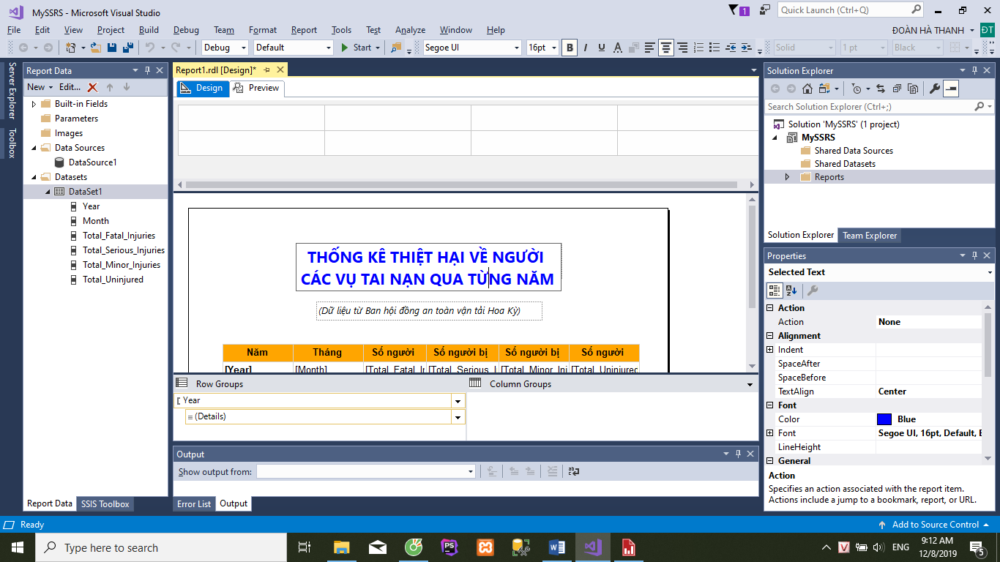 MySSRS - Microsoft Visual Studio
1
Quick Launch (Ctrl+Q)
File Edit View Project Build Debug Team Format Report Tools Test Analyze Window Help
ĐOÀN HÀ THANH ĐT
Debug Default Start Segoe UI 16pt B I U A Solid 1 pt Black
Server Explorer
Toolbox
Report Data
New Edit...
Built-in Fields
Parameters
Images
Data Sources
DataSource1
Datasets
DataSet1
Year
Month
Total_Fatal_Injuries
Total_Serious_Injuries
Total_Minor_Injuries
Total_Uninjured
Report Data SSIS Toolbox
Report1.rdl [Design]*
Design Preview
THỐNG KÊ THIỆT HẠI VỀ NGƯỜI
CÁC VỤ TAI NẠN QUA TỪNG NĂM
(Dữ liệu từ Ban hội đồng an toàn vận tải Hoa Kỳ)
Năm Tháng Số người Số người bị Số người bị Số người
[Year] [Month] [Total_Fatal_In [Total_Serious_I [Total_Minor_Inj [Total_Uninjured
Row Groups Column Groups
Year
(Details)
Output
Show output from:
Error List Output
Solution Explorer
Search Solution Explorer (Ctrl+;)
Solution 'MySSRS' (1 project)
MySSRS
Shared Data Sources
Shared Datasets
Reports
Solution Explorer Team Explorer
Properties
Selected Text
Action
Action None
Alignment
Indent
SpaceAfter
SpaceBefore
TextAlign Center
Font
Color Blue
Font Segoe UI, 16pt, Default, B
LineHeight
General
Action
Specifies an action associated with the report item.
Actions include a jump to a bookmark, report, or URL.
Ready
Add to Source Control
Type here to search
PS
V ENG
9:12 AM
12/8/2019
5